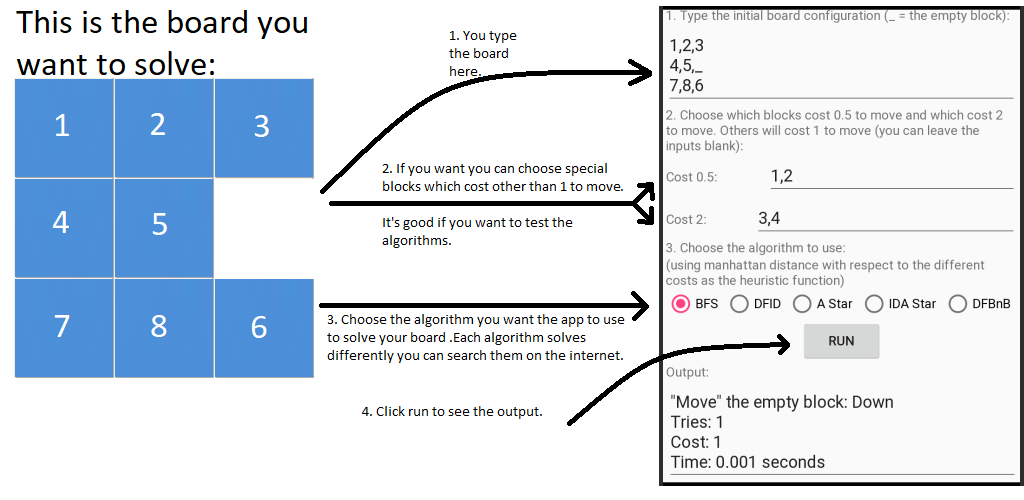 This is the board you
want to solve:
1 2 3
4 5
7 8 6
1. You type
the board
here.
2. If you want you can choose special
blocks which cost other than 1 to move.
It's good if you want to test the
algorithms.
3. Choose the algorithm you want the app to use
to solve your board .Each algorithm solves
differently you can search them on the internet.
4. Click run to see the output.
1. Type the initial board configuration (_ = the empty block):
1,2,3
4,5,_
7,8,6
2. Choose which blocks cost 0.5 to move and which cost 2
to move. Others will cost 1 to move (you can leave the
inputs blank):
Cost 0.5: 1,2
Cost 2: 3,4
3. Choose the algorithm to use:
(using manhattan distance with respect to the different
costs as the heuristic function)
BFS DFID A Star IDA Star DFBnB
RUN
Output:
"Move" the empty block: Down
Tries: 1
Cost: 1
Time: 0.001 seconds